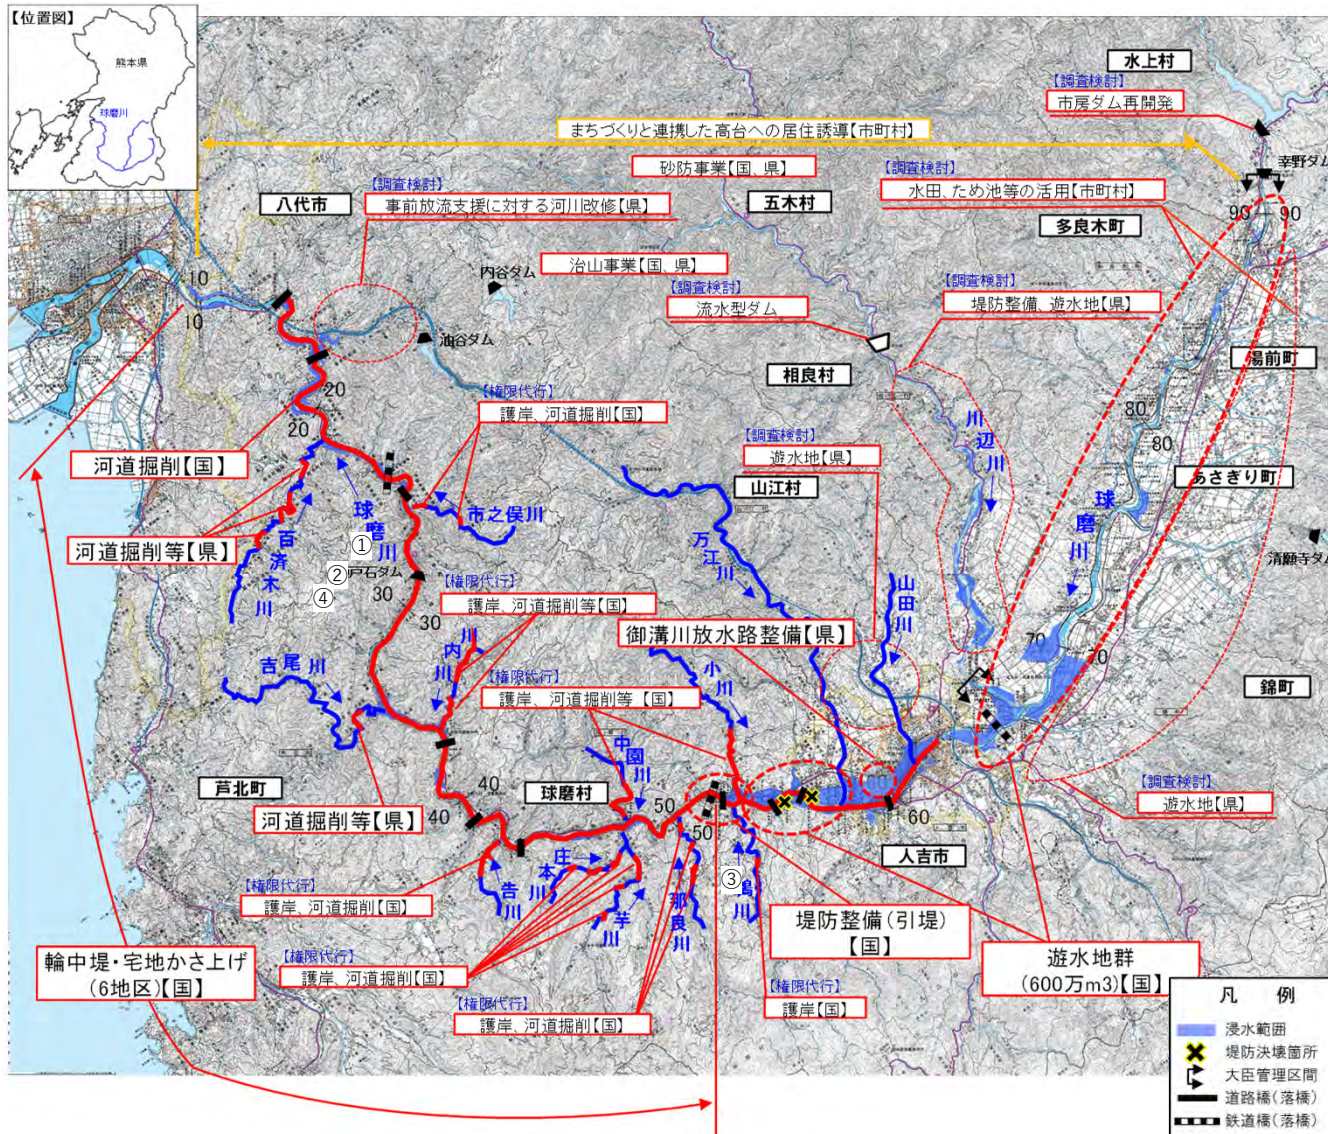 【位置図】
熊本県
球磨川
水上村
【調査検討】
市房ダム再開発
まちづくりと連携した高台への居住誘導【市町村】
幸野ダム
砂防事業【国、県】
【調査検討】
水田、ため池等の活用【市町村】
八代市
【調査検討】
事前放流支援に対する河川改修【県】
五木村
多良木町
90
90
治山事業【国、県】
内谷ダム
【調査検討】
流水型ダム
【調査検討】
堤防整備、遊水地【県】
10
10
油谷ダム
湯前町
相良村
20
20
【権限代行】
護岸、河道掘削【国】
川辺川
80
80
河道掘削【国】
【調査検討】
遊水地【県】
あさぎり町
山江村
球磨川
市之俣川
球磨川
河道掘削等【県】
百済木川
万江川
清願寺ダム
①
②
戸石ダム
④
30
30
【権限代行】
護岸、河道掘削等【国】
山田川
御溝川放水路整備【県】
70
70
内川
吉尾川
【権限代行】
護岸、河道掘削等【国】
小川
錦町
中園川
芦北町
球磨村
40
40
50
50
60
【調査検討】
遊水地【県】
河道掘削等【県】
人吉市
庄本川
告川
芋川
那良川
③
鵜川
【権限代行】
護岸、河道掘削【国】
堤防整備(引堤)
【国】
輪中堤・宅地かさ上げ
(6地区)【国】
【権限代行】
護岸、河道掘削【国】
【権限代行】
護岸、河道掘削【国】
【権限代行】
護岸【国】
遊水地群
(600万m3)【国】
凡 例
浸水範囲
堤防決壊箇所
大臣管理区間
道路橋(落橋)
鉄道橋(落橋)